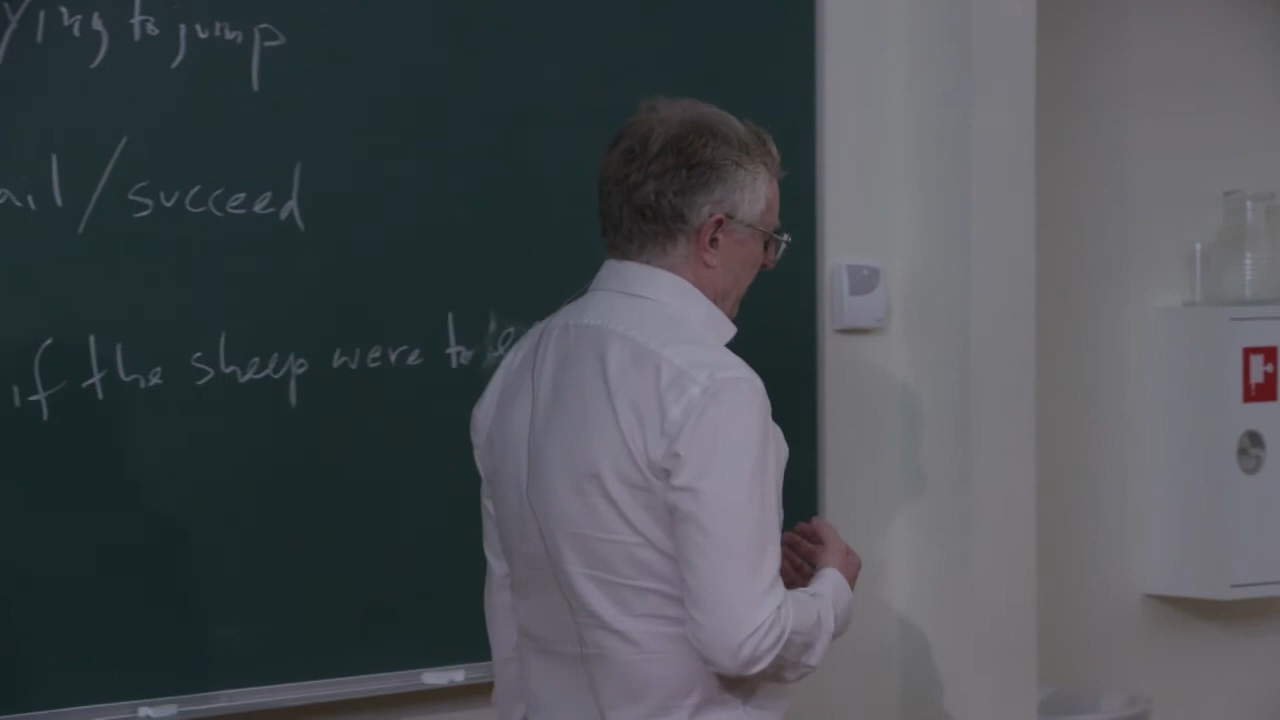 ying to jump
ail/succeed
if the sheep were to